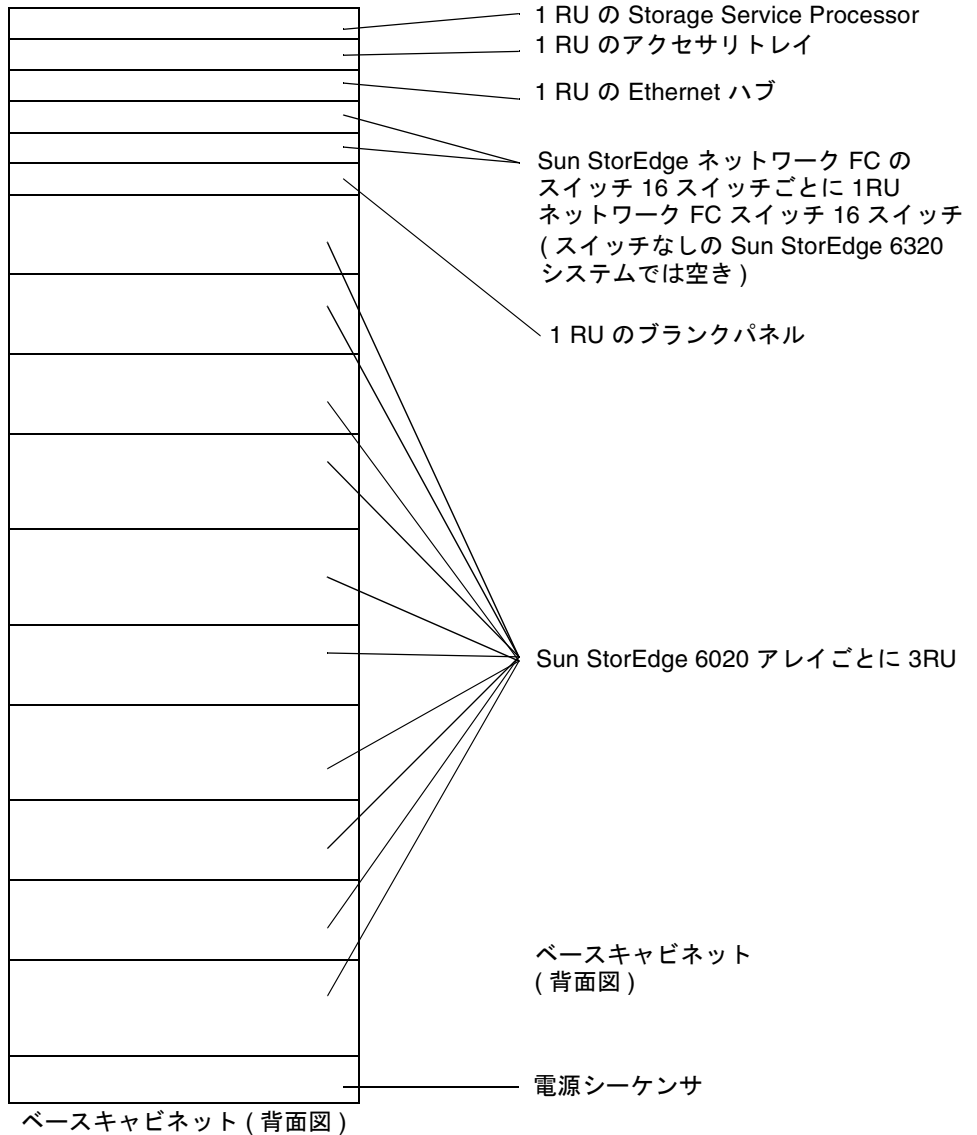 1 RU の Storage Service Processor
1 RU のアクセサリトレイ
1 RU の Ethernet ハブ
Sun StorEdge ネットワーク FC の
スイッチ 16 スイッチごとに 1RU
ネットワーク FC スイッチ 16 スイッチ
( スイッチなしの Sun StorEdge 6320
システムでは空き )
1 RU のブランクパネル
Sun StorEdge 6020 アレイごとに 3RU
ベースキャビネット
( 背面図 )
電源シーケンサ
ベースキャビネット ( 背面図 )